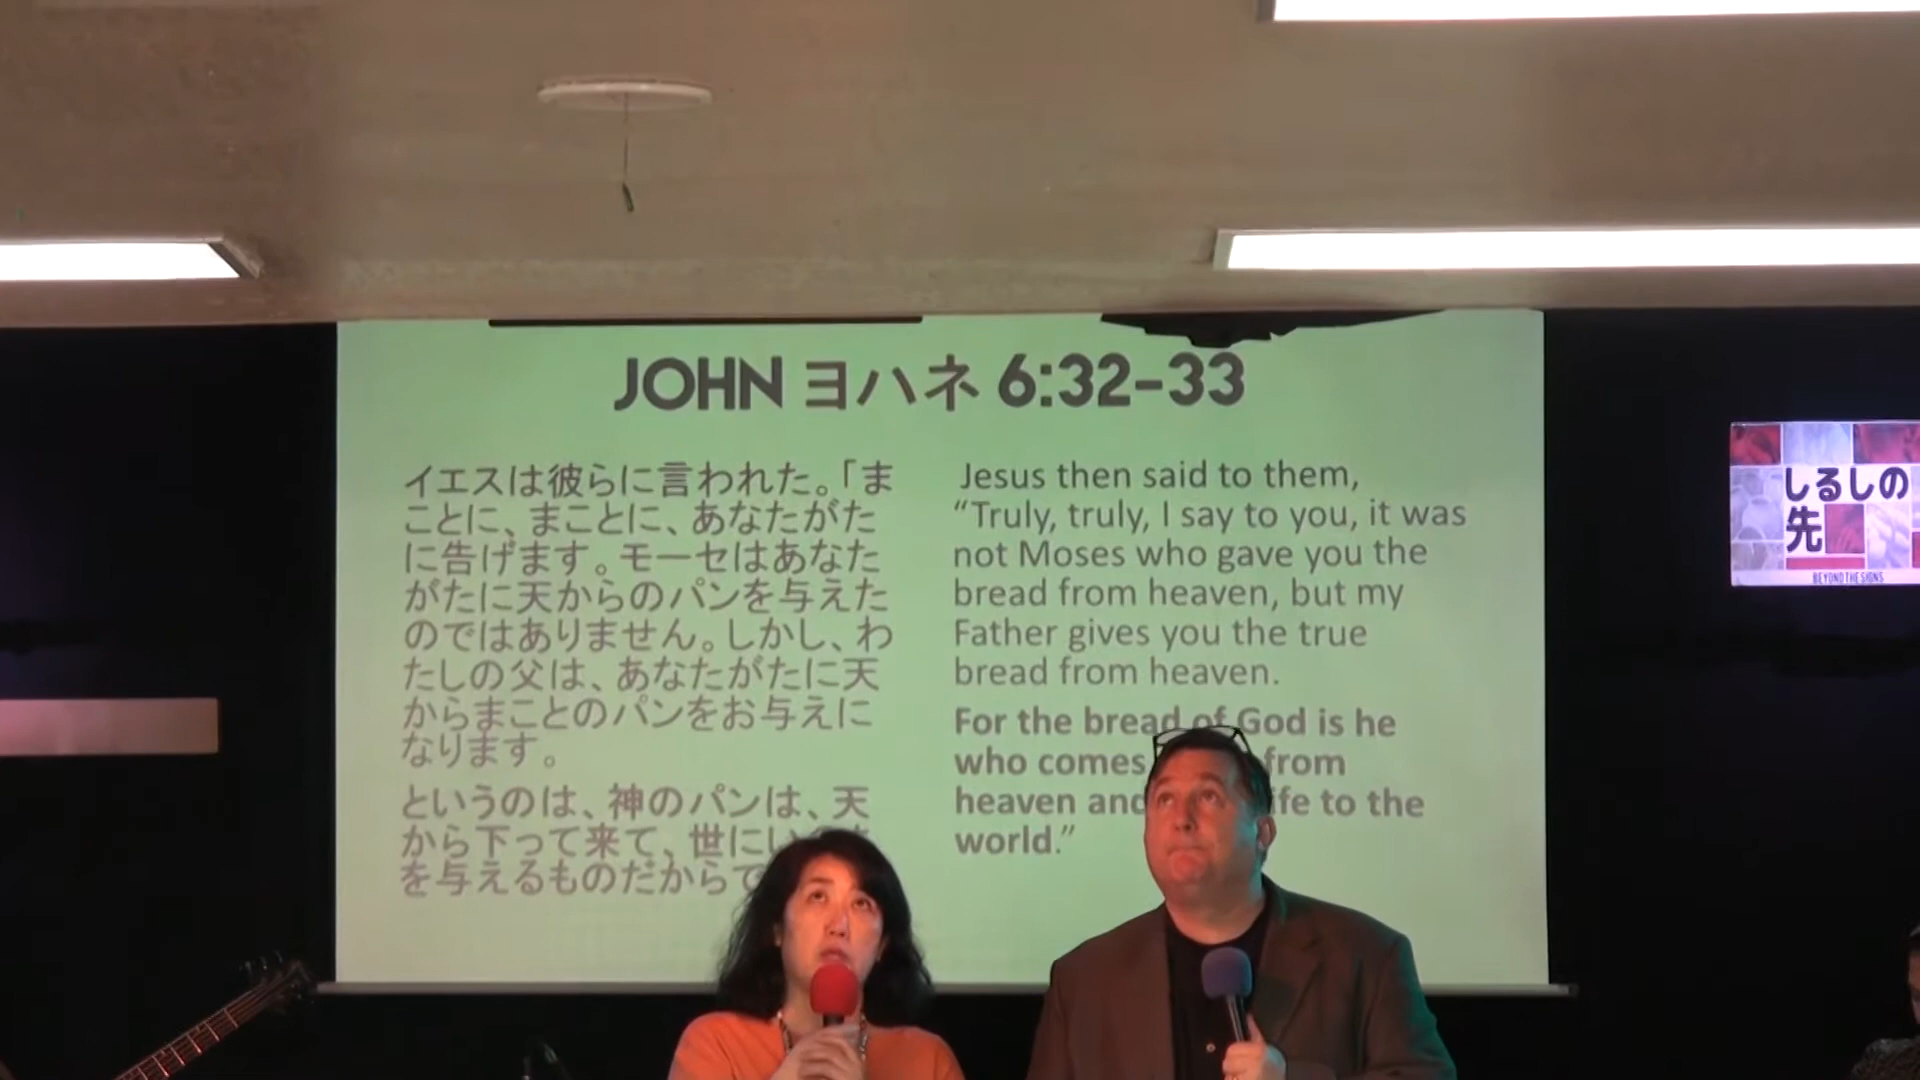 JOHN ヨハネ 6:32-33
イエスは彼らに言われた。「ま
ことに、まことに、あなたがた
に告げます。モーセはあなた
がたに天からのパンを与えた
のではありません。しかし、わ
たしの父は、あなたがたに天
からまことのパンをお与えに
なります。
というのは、神のパンは、天
から下って来て、世にい
を与えるものだからで
Jesus then said to them,
“Truly, truly, I say to you, it was
not Moses who gave you the
bread from heaven, but my
Father gives you the true
bread from heaven.
For the bread of God is he
who comes from
heaven and life to the
world.”
しるしの
先
BEYOND THE SIGNS